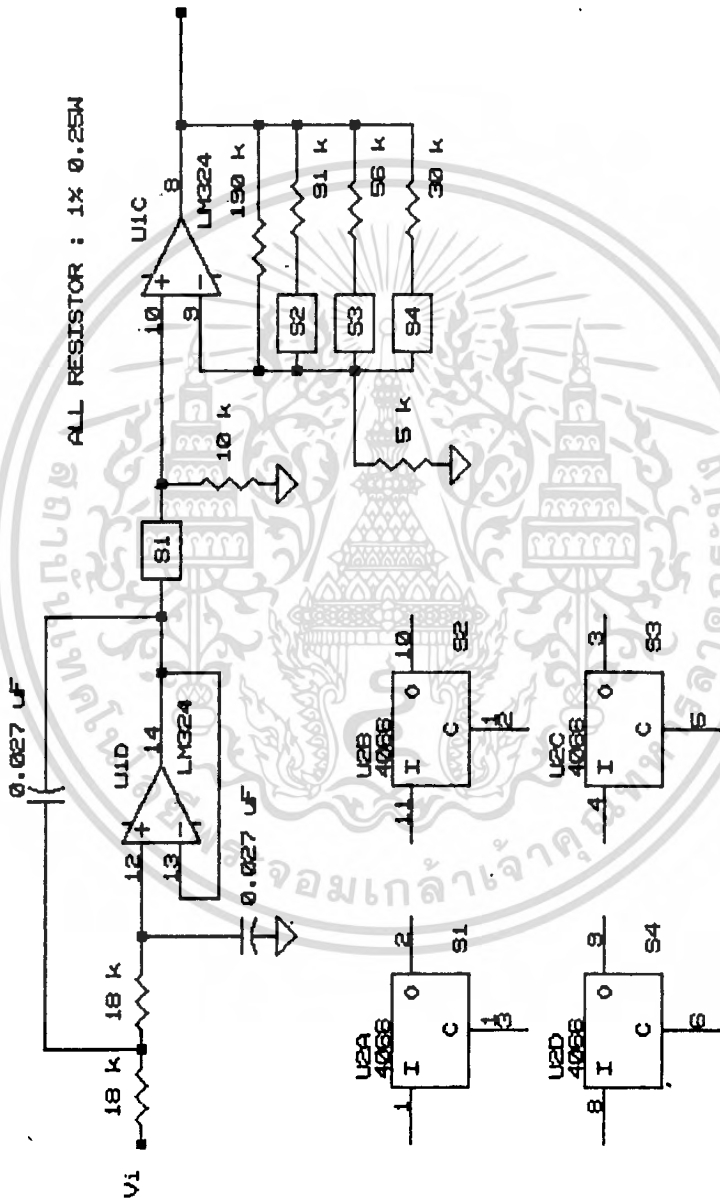 ALL RESISTOR : 1% 0.25W
0.027 uF
Vi
18 k
18 k
12
13
+
-
U1D
14
LM324
0.027 uF
S1
10 k
10
9
+
-
U1C
8
LM324
190 k
S2
91 k
S3
56 k
S4
30 k
5 k
U2A
4066
1
I
O
2
C
13
S1
U2B
4066
11
I
O
10
C
12
S2
U2D
4066
8
I
O
9
C
6
S4
U2C
4066
4
I
O
3
C
5
S3